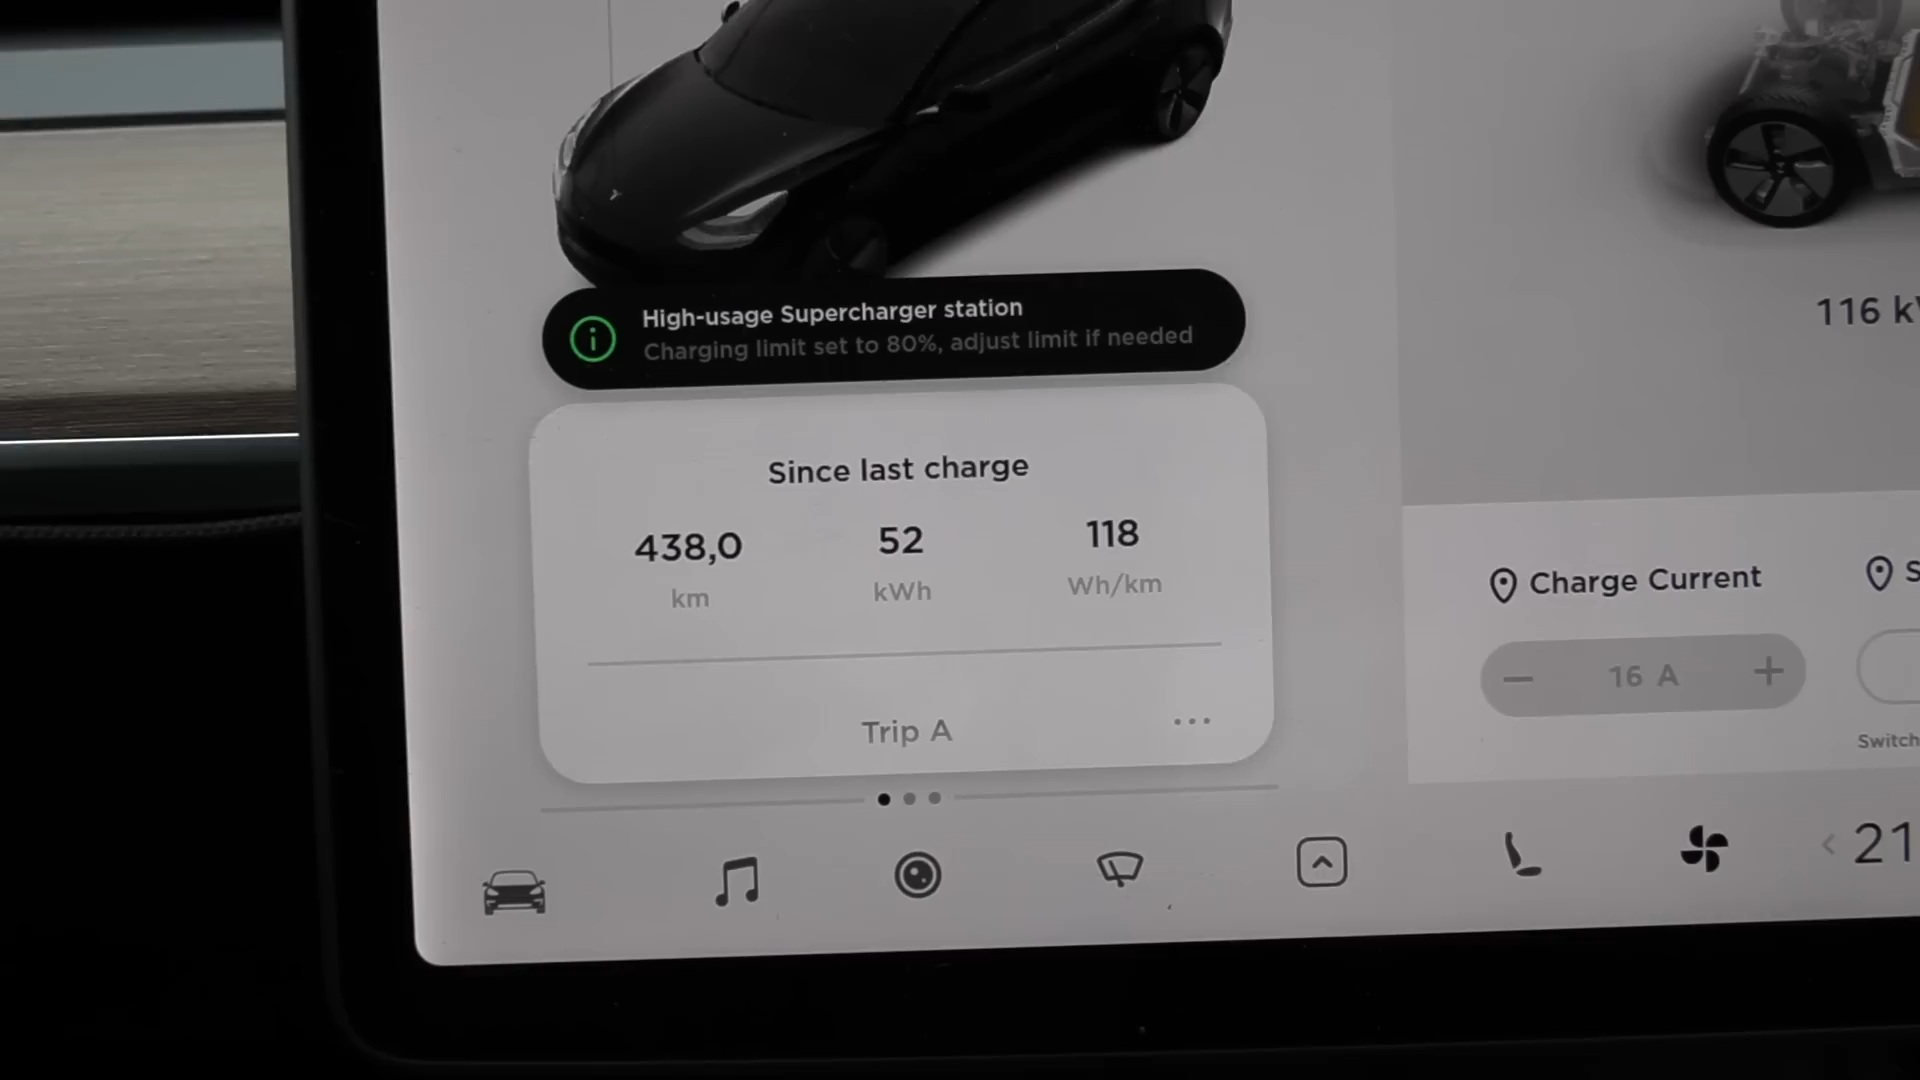 High-usage Supercharger station
Charging limit set to 80%, adjust limit if needed
116
Since last charge
438,0 52 118
km kWh Wh/km
Trip A
Charge Current
16 A
Switch
21